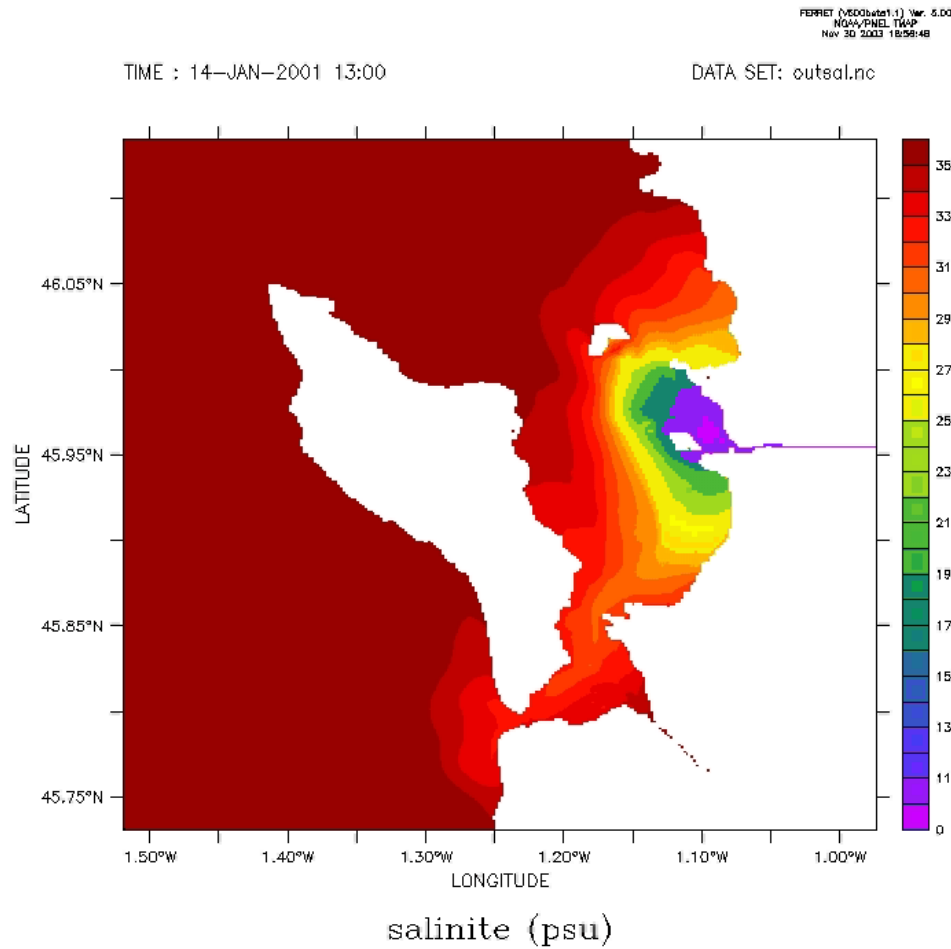 FERRET (V500beta1.1) Ver. 5.00
NOAA/PMEL TMAP
Nov 30 2003 18:58:48
TIME : 14-JAN-2001 13:00
DATA SET: outsal.nc
46.05°N
45.95°N
45.85°N
45.75°N
LATITUDE
1.50°W
1.40°W
1.30°W
1.20°W
1.10°W
1.00°W
LONGITUDE
35
33
31
29
27
25
23
21
19
17
15
13
11
0
salinite (psu)